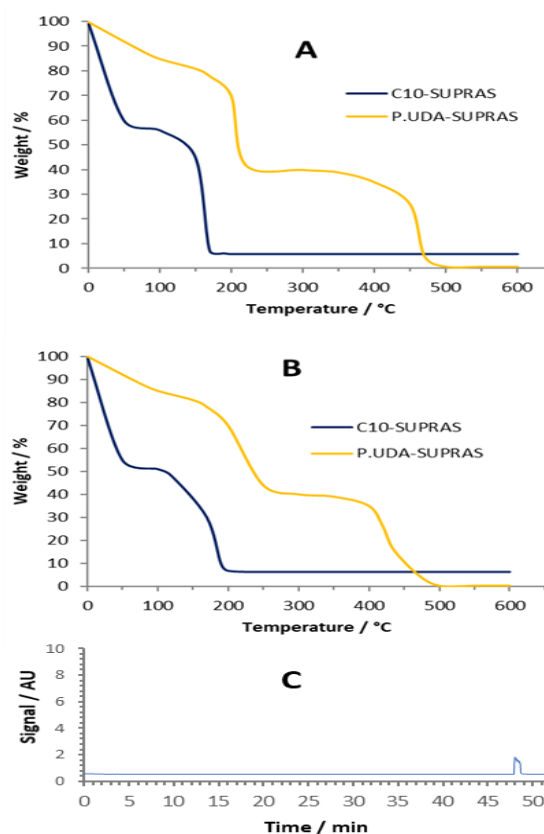 A
C10-SUPRAS
P.UDA-SUPRAS
Weight / %
100
90
80
70
60
50
40
30
20
10
0
0 100 200 300 400 500 600
Temperature / °C
B
C10-SUPRAS
P.UDA-SUPRAS
Weight / %
100
90
80
70
60
50
40
30
20
10
0
0 100 200 300 400 500 600
Temperature / °C
C
Signal / AU
10
8
6
4
2
0
0 5 10 15 20 25 30 35 40 45 50
Time / min